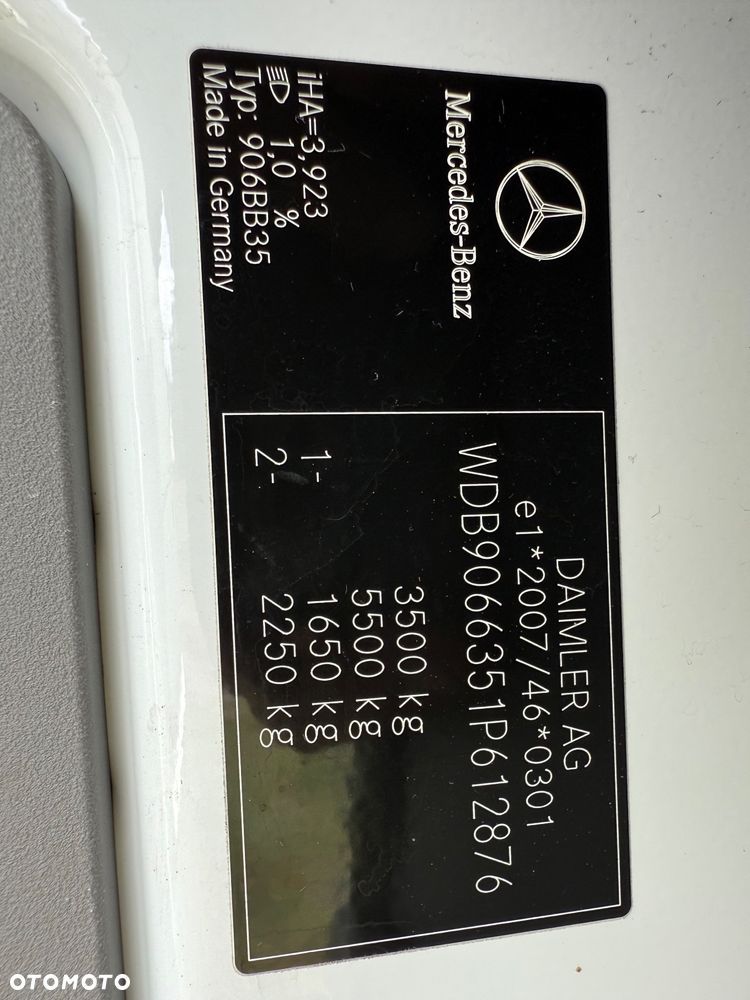 Mercedes-Benz
iHA=3,923
1,0 %
Typ: 906BB35
Made in Germany
DAIMLER AG
e1*2007/46*0301
WDB9066351P612876
3500 kg
5500 kg
1- 1650 kg
2- 2250 kg
OTOMOTO